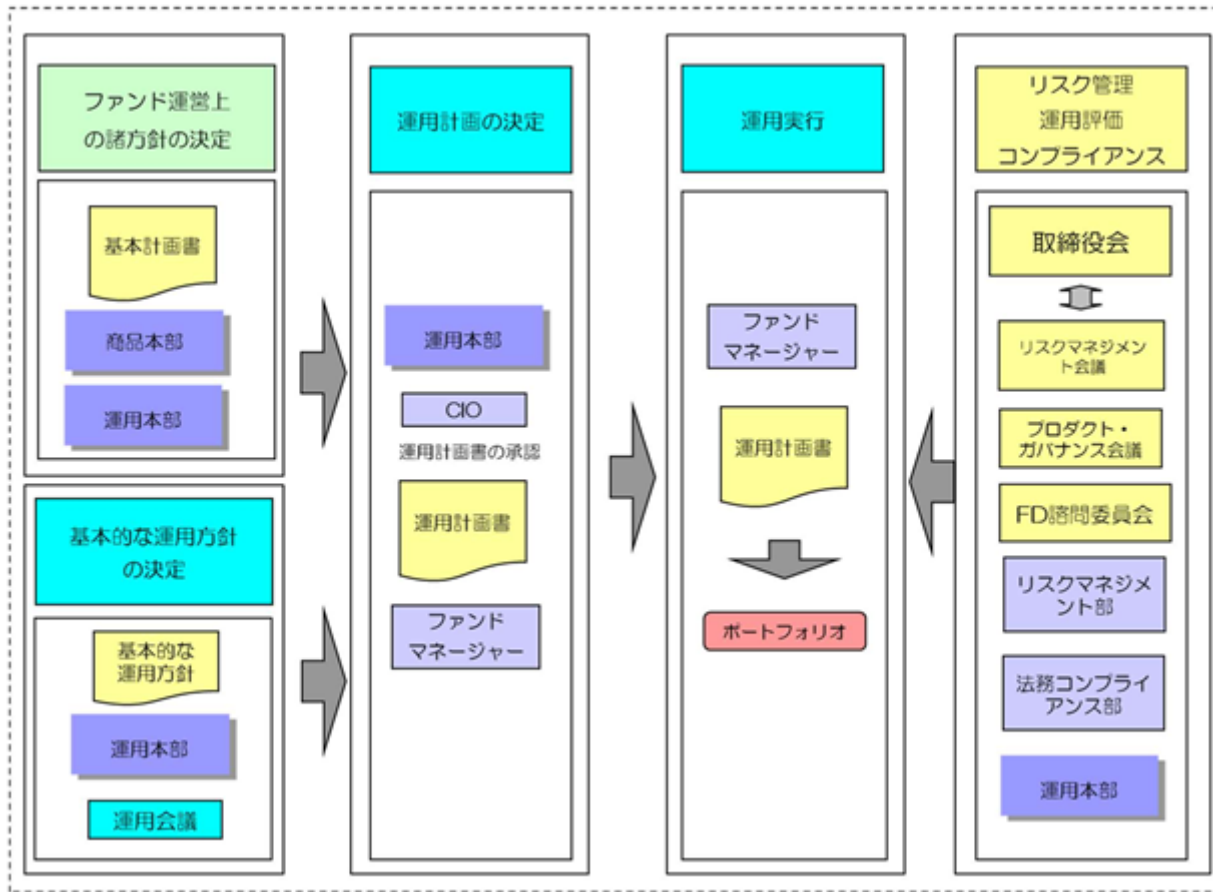 ファンド運営上
の諸方針の決定
基本計画書
商品本部
運用本部
基本的な運用方針
の決定
基本的な
運用方針
運用本部
運用会議
運用計画の決定
運用本部
CIO
運用計画書の承認
運用計画書
ファンド
マネージャー
運用実行
ファンド
マネージャー
運用計画書
ポートフォリオ
リスク管理
運用評価
コンプライアンス
取締役会
リスクマネジメン
ト会議
プロダクト・
ガバナンス会議
FD諮問委員会
リスクマネジメ
ント部
法務コンプライ
アンス部
運用本部